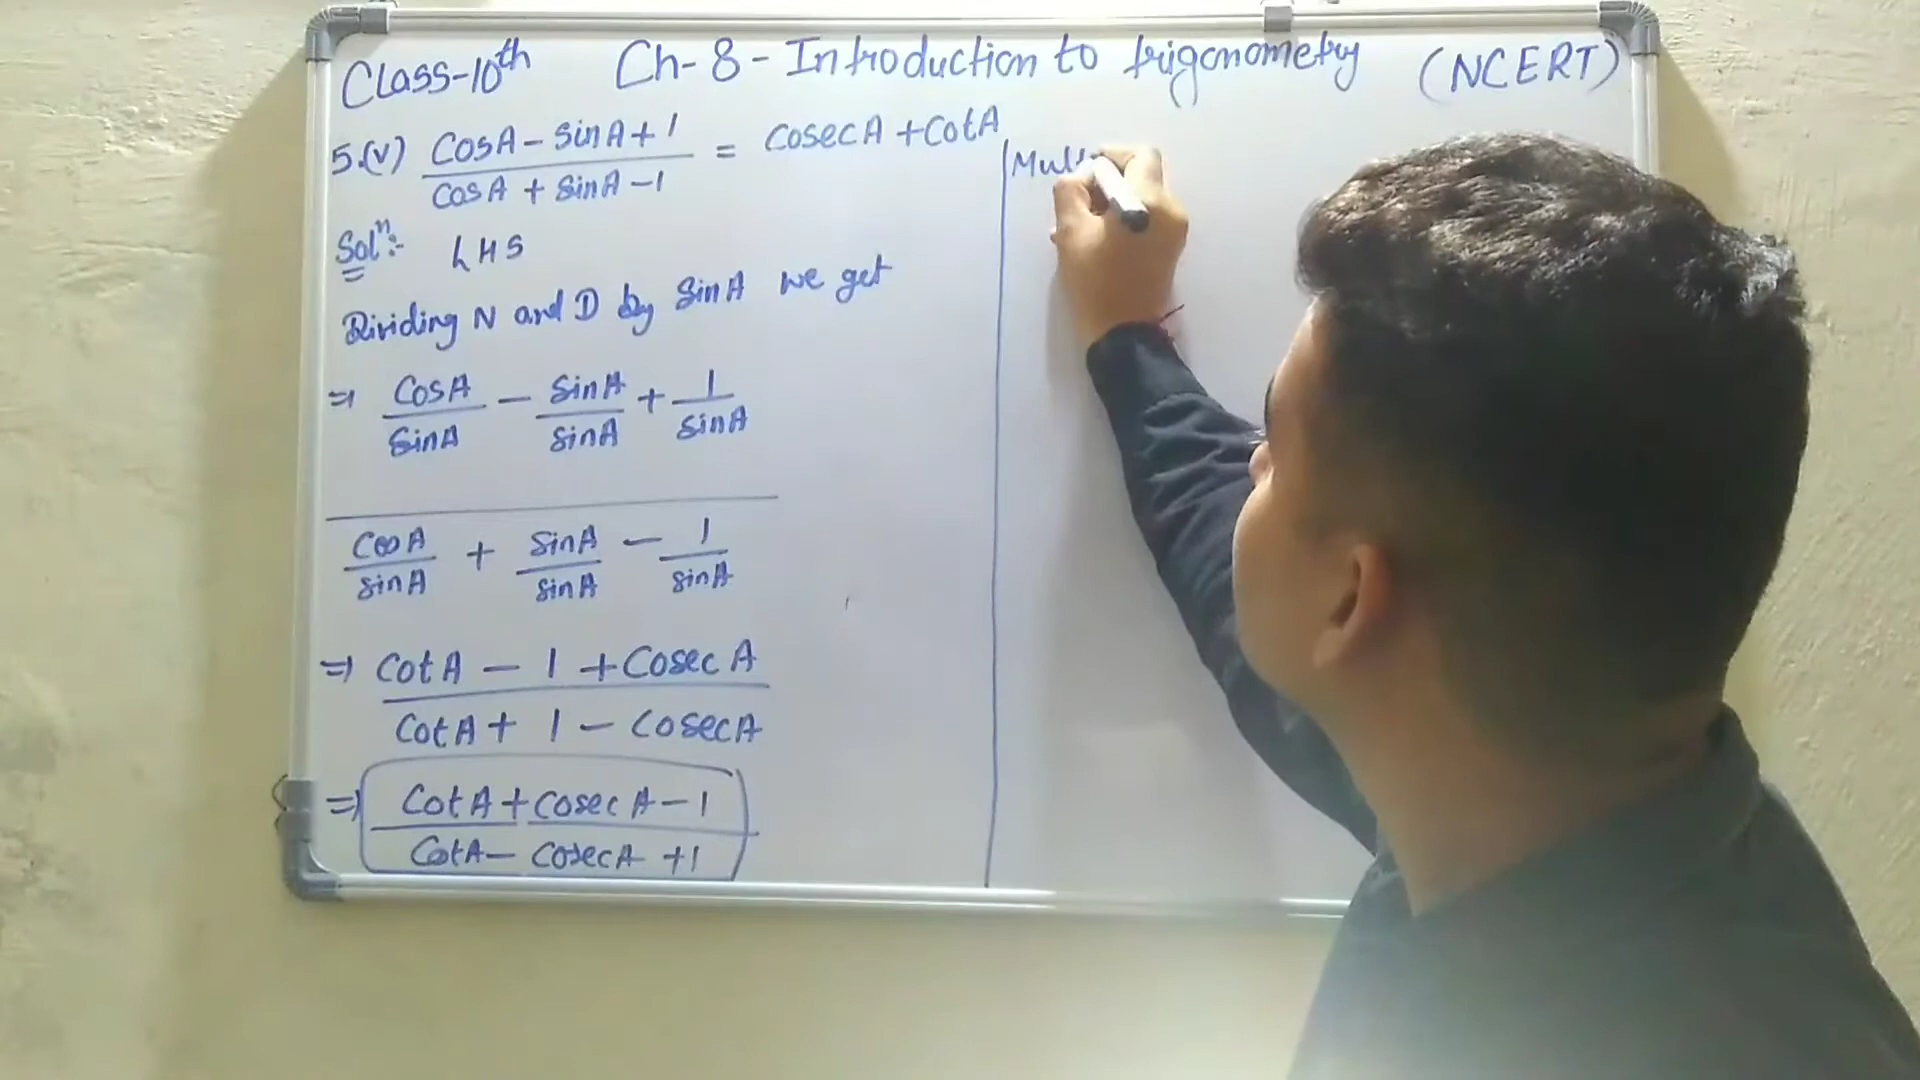 Class-10th Ch-8-Introduction to trigonometry (NCERT)
5.(v) CosA - SinA + 1 / CosA + SinA - 1 = CosecA + CotA
Solⁿ:- LHS
Dividing N and D by SinA we get
⇒ CosA/SinA - SinA/SinA + 1/SinA
CosA/SinA + SinA/SinA - 1/SinA
⇒ CotA - 1 + CosecA
CotA + 1 - CosecA
⇒ CotA + CosecA - 1
CotA - CosecA + 1